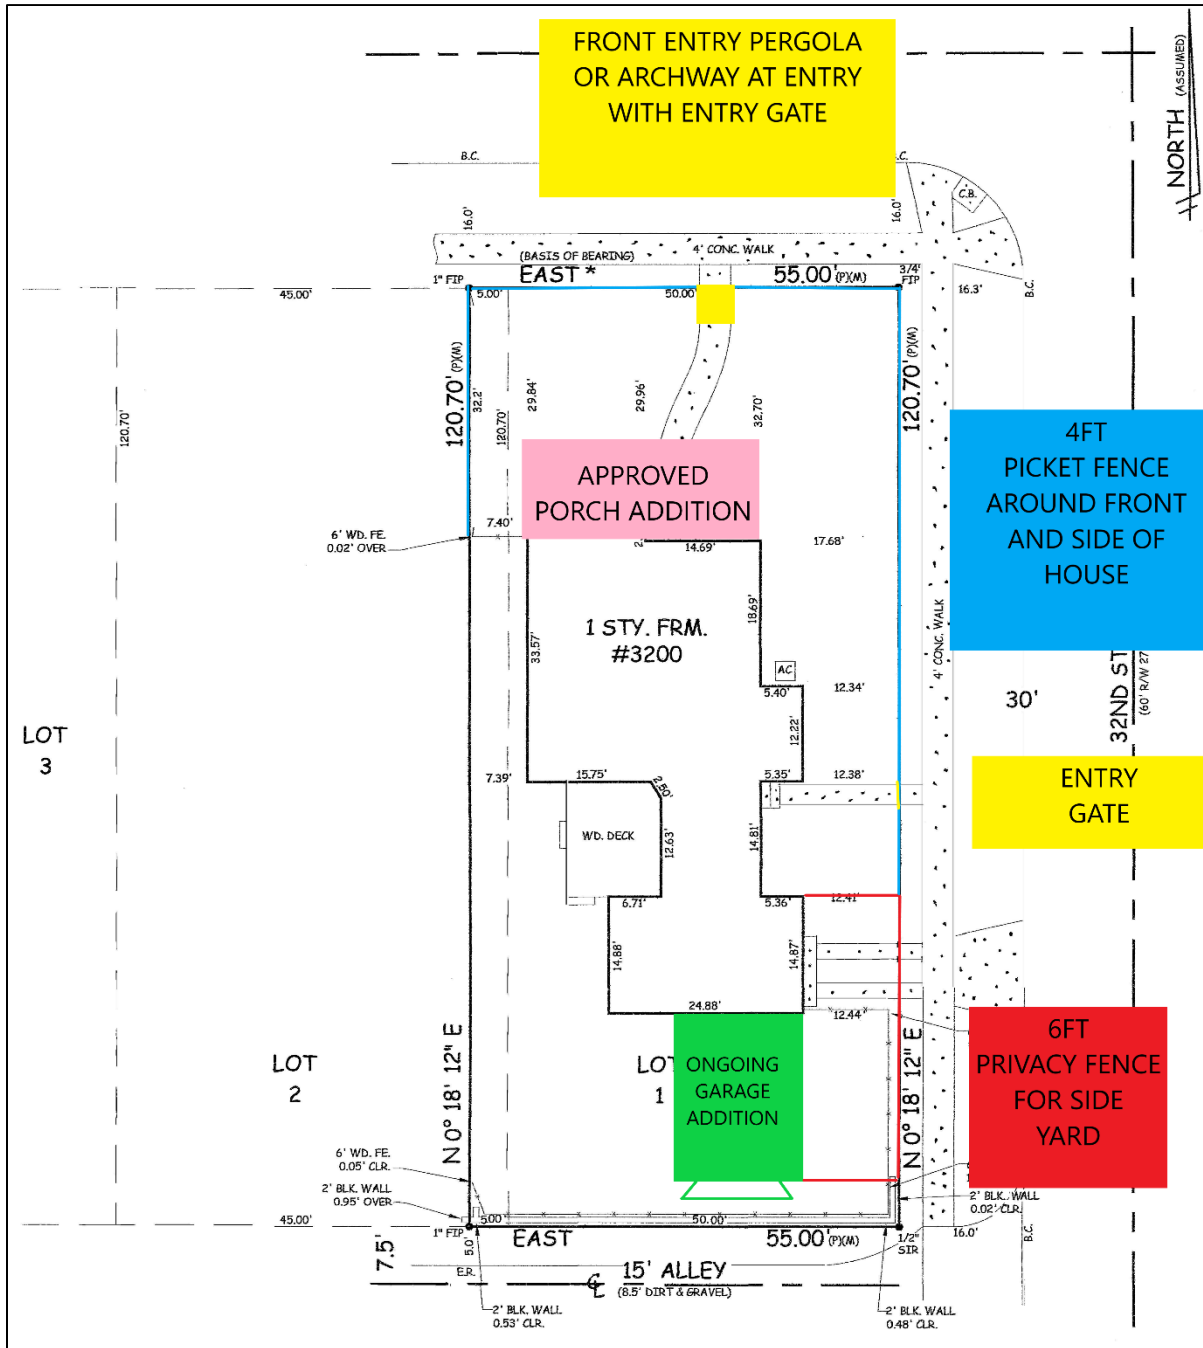 FRONT ENTRY PERGOLA
OR ARCHWAY AT ENTRY
WITH ENTRY GATE
NORTH (ASSUMED)
B.C.
.C.
C.B.
16.0'
16.0'
4' CONC. WALK
(BASIS OF BEARING)
EAST *
55.00' (P)(M)
1" FIP
3/4"
FIP
16.3'
B.C.
45.00'
5.00'
50.00'
120.70'
120.70' (P)(M)
32.2'
120.70'
29.84'
29.96'
32.70'
120.70' (P)(M)
4FT
PICKET FENCE
AROUND FRONT
AND SIDE OF
HOUSE
APPROVED
PORCH ADDITION
7.40'
6' WD. FE.
0.02' OVER
2.
14.69'
17.68'
1 STY. FRM.
#3200
33.57'
18.69'
AC
5.40'
12.34'
12.22'
4' CONC. WALK
30'
32ND ST
(60' R/W 27
LOT
3
7.39'
15.75'
2.50'
5.35'
12.38'
ENTRY
GATE
WD. DECK
12.63'
14.81'
6.71'
5.36'
12.41'
14.88'
14.87'
24.88'
12.44'
N 0° 18' 12" E
LOT
2
LOT
1
ONGOING
GARAGE
ADDITION
N 0° 18' 12" E
6FT
PRIVACY FENCE
FOR SIDE
YARD
6' WD. FE.
0.05' CLR.
2' BLK. WALL
0.95' OVER
2' BLK. WALL
0.02' CLR.
45.00'
1" FIP
5.00'
50.00'
EAST
55.00' (P)(M)
1/2"
SIR
16.0'
B.C.
7.5'
5.0'
E.R.
15' ALLEY
(8.5' DIRT & GRAVEL)
2' BLK. WALL
0.53' CLR.
2' BLK. WALL
0.48' CLR.